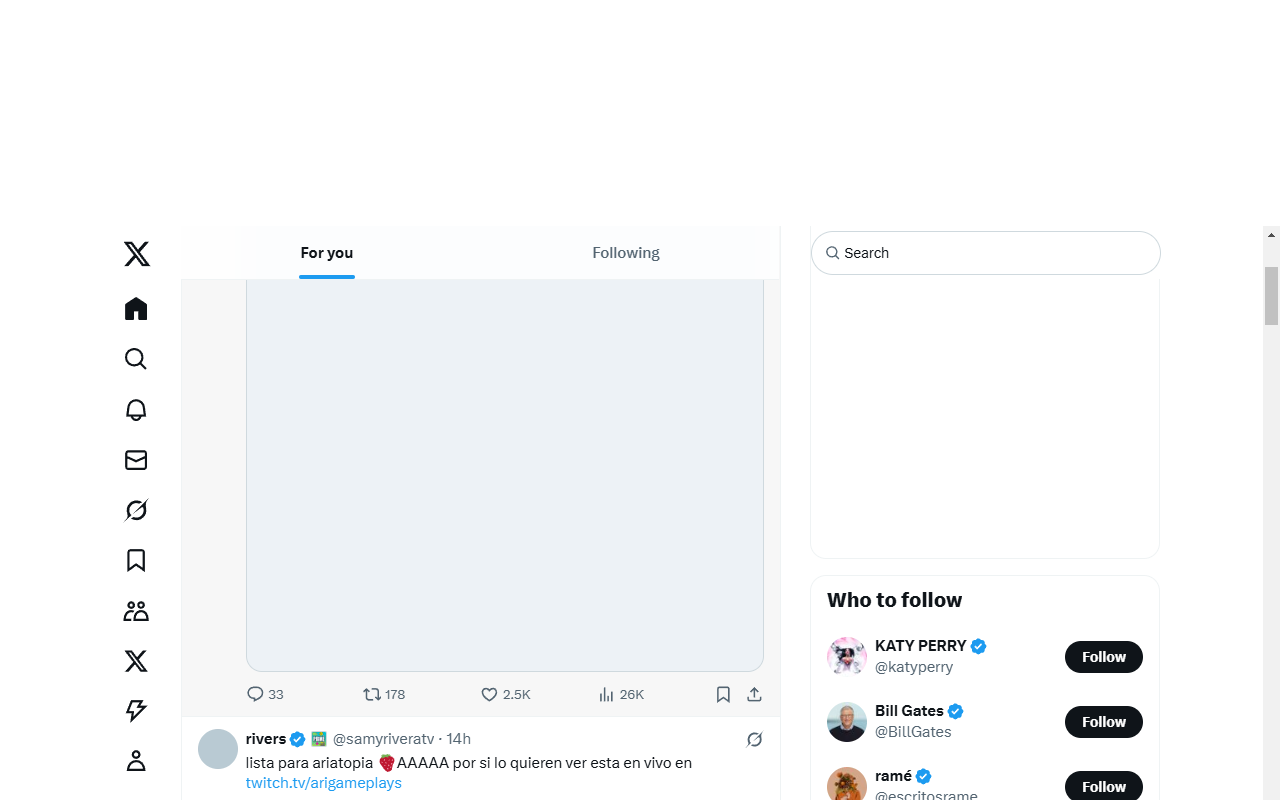 For you
Following
Search
33
178
2.5K
26K
rivers @samyriveratv · 14h
lista para ariatopia 🍓AAAAA por si lo quieren ver esta en vivo en
twitch.tv/arigameplays
Who to follow
KATY PERRY
@katyperry
Follow
Bill Gates
@BillGates
Follow
ramé
@escritosrame
Follow